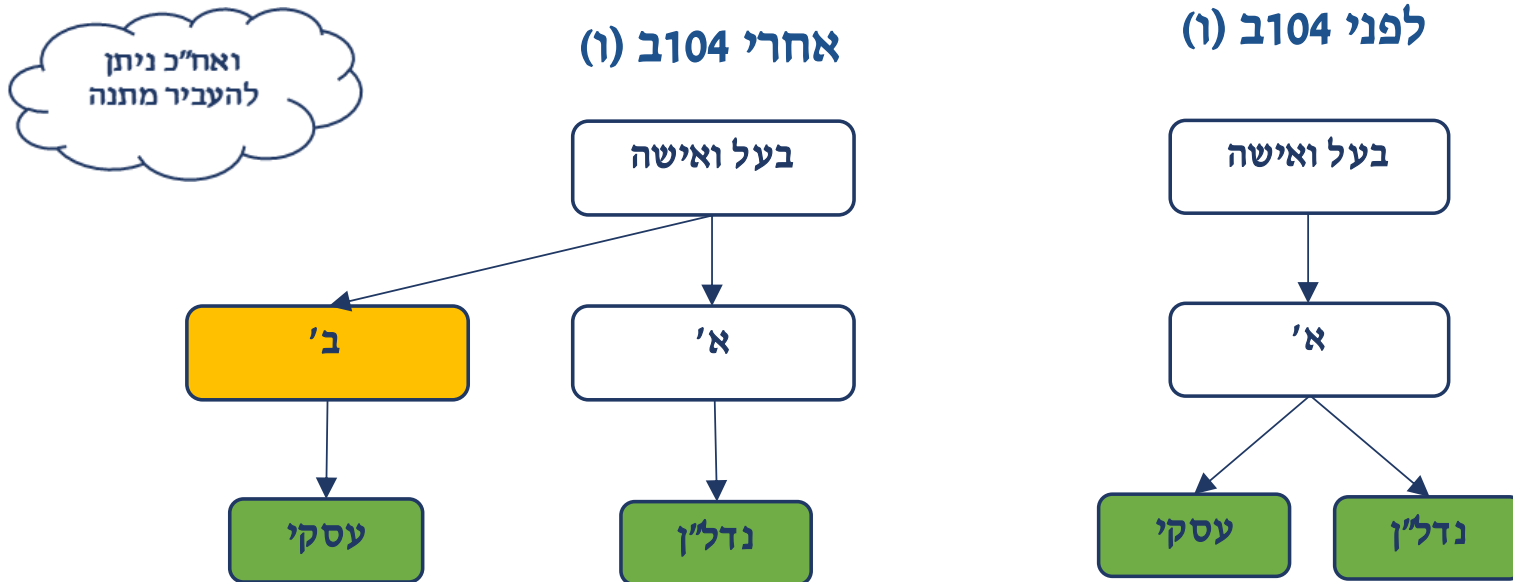 לפני 104ב (ו)
בעל ואישה
א'
נדל"ן
עסקי
אחרי 104ב (ו)
בעל ואישה
א'
ב'
נדל"ן
עסקי
ואח"כ ניתן
להעביר מתנה